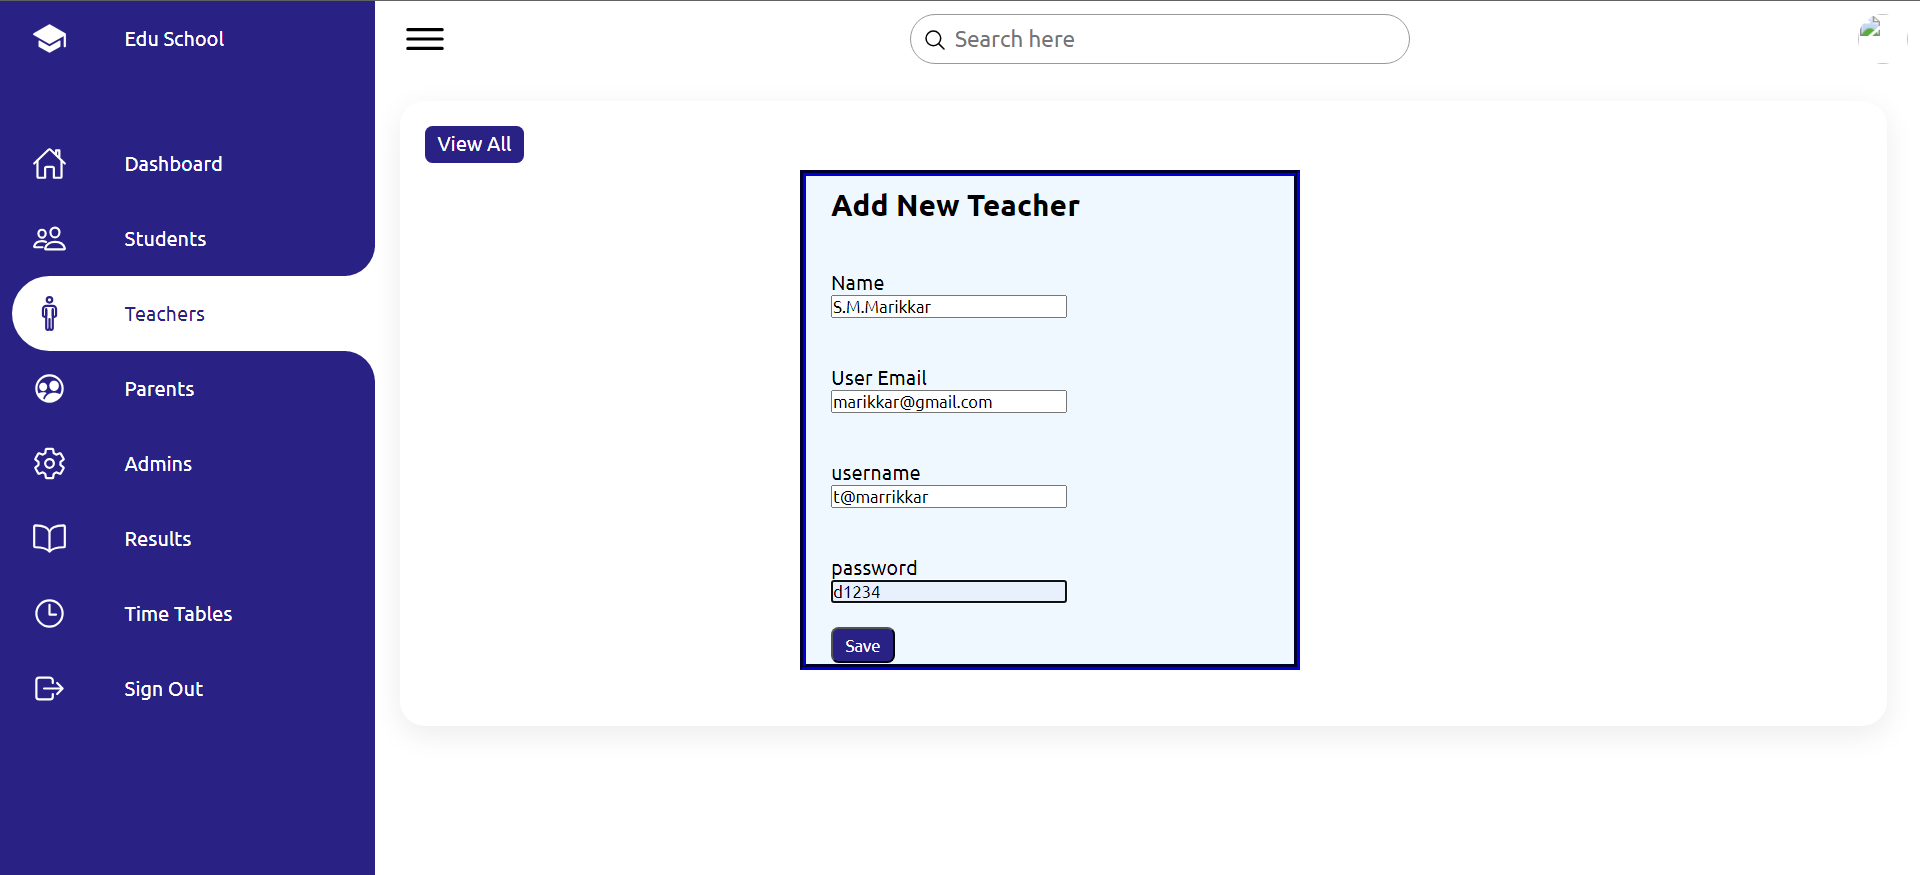 Edu School
Search here
Dashboard
Students
Teachers
Parents
Admins
Results
Time Tables
Sign Out
View All
Add New Teacher
Name
S.M.Marikkar
User Email
marikkar@gmail.com
username
t@marrikkar
password
d1234
Save